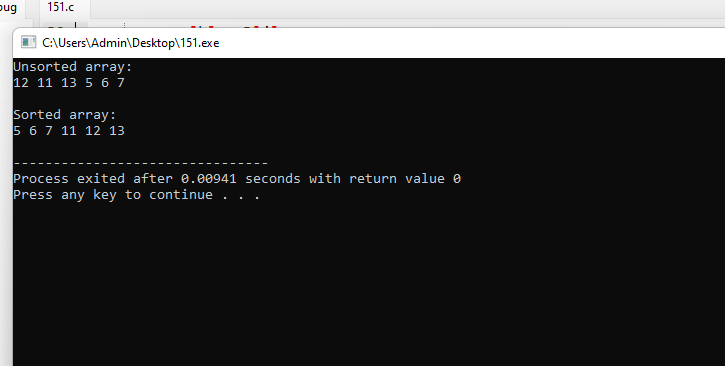 151.c
C:\Users\Admin\Desktop\151.exe
Unsorted array:
12 11 13 5 6 7
Sorted array:
5 6 7 11 12 13
--------------------------------
Process exited after 0.00941 seconds with return value 0
Press any key to continue . . .